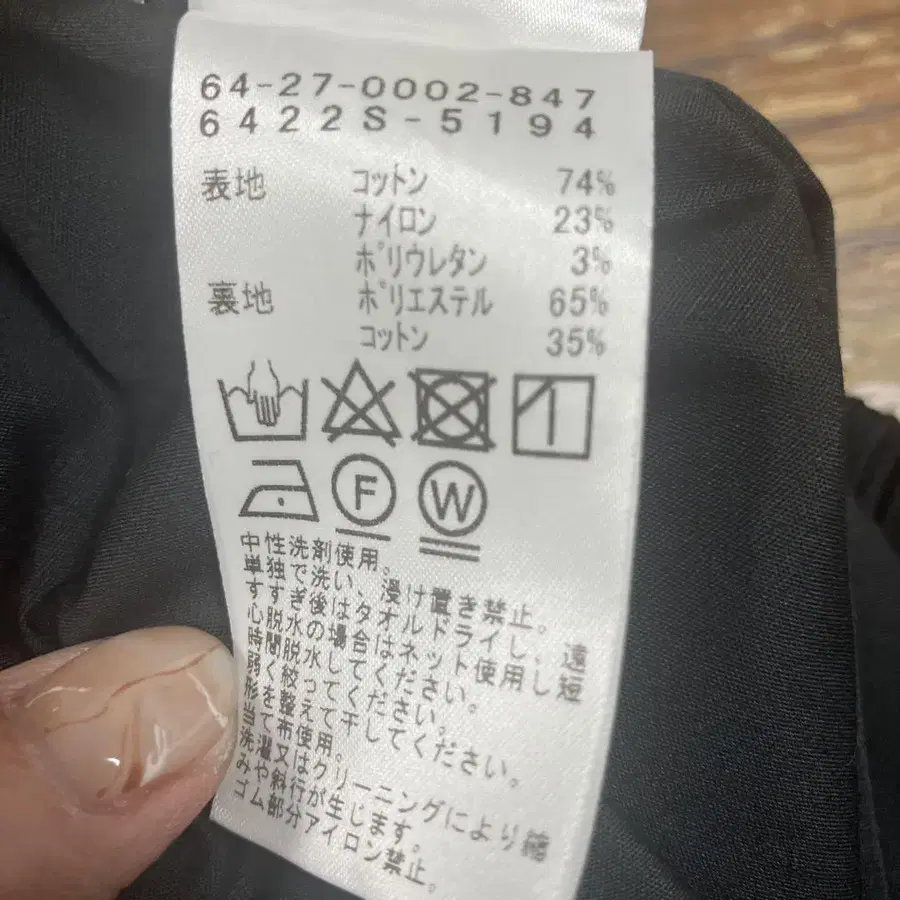 64-27-0002-847
6422S-5194
表地 コットン 74%
ナイロン 23%
ポリウレタン 3%
裏地 ポリエステル 65%
コットン 35%
F W
中性洗剤使用。
単独で洗い、浸け置き禁止。
すすぎ後はタオルドライし、遠
心脱水の場合はネット使用し短
時間脱水してください。
弱く絞ってください。
形を整えて干してください。
当て布使用。
洗濯又はクリーニングにより縮
みや斜行が生じます。
ゴム部分アイロン禁止。